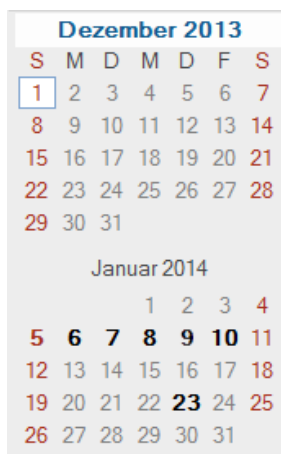 Dezember 2013
S M D M D F S
1 2 3 4 5 6 7
8 9 10 11 12 13 14
15 16 17 18 19 20 21
22 23 24 25 26 27 28
29 30 31
Januar 2014
1 2 3 4
5 6 7 8 9 10 11
12 13 14 15 16 17 18
19 20 21 22 23 24 25
26 27 28 29 30 31